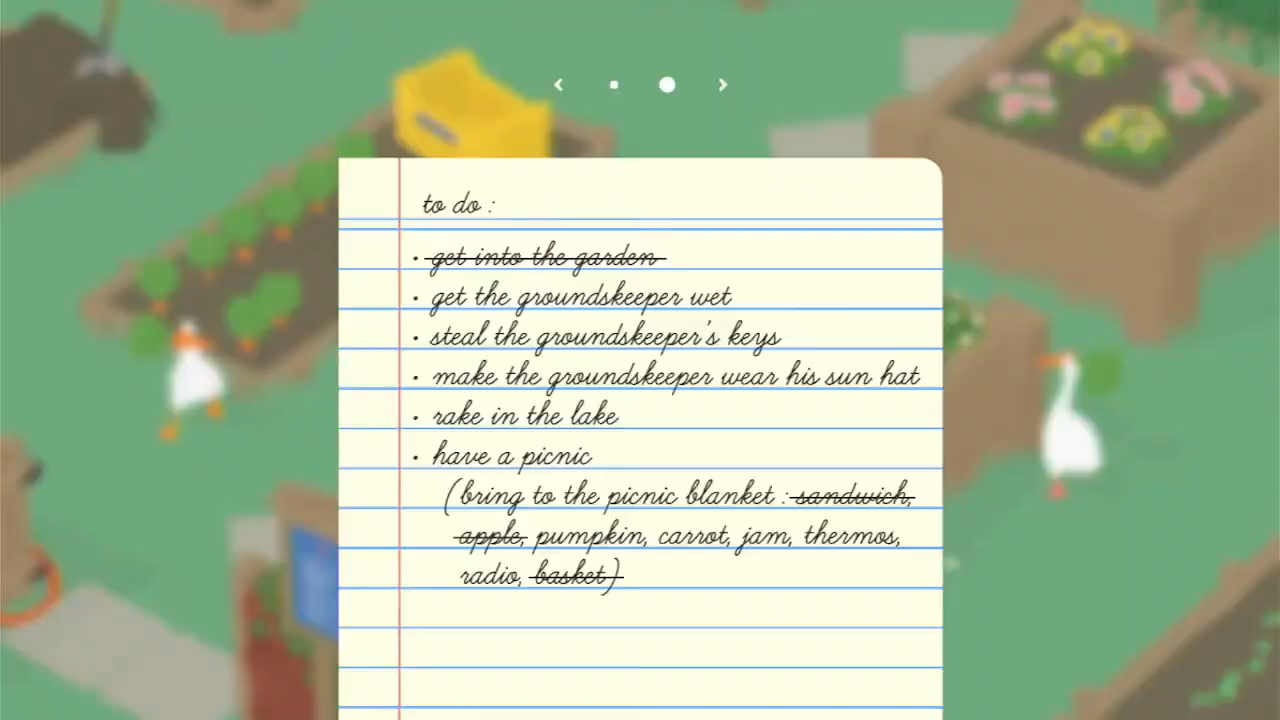 to do :
· get into the garden
· get the groundskeeper wet
· steal the groundskeeper's keys
· make the groundskeeper wear his sun hat
· rake in the lake
· have a picnic
(bring to the picnic blanket : sandwich,
apple, pumpkin, carrot, jam, thermos,
radio, basket)